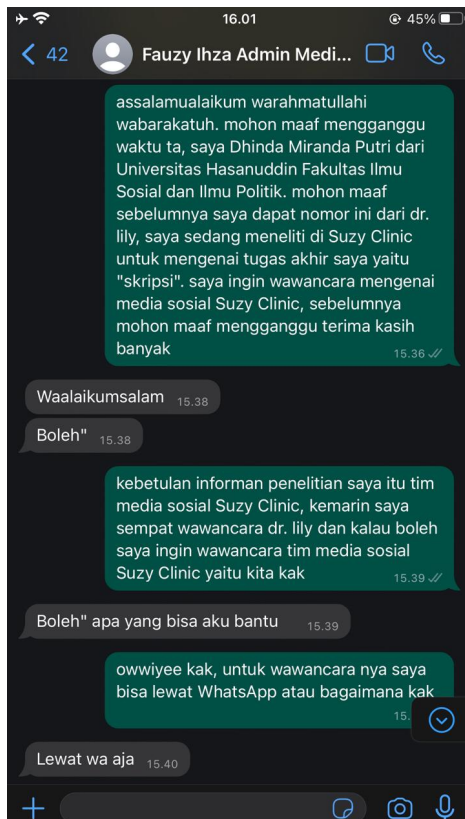 16.01
45%
42
Fauzy Ihza Admin Medi...
assalamualaikum warahmatullahi
wabarakatuh. mohon maaf mengganggu
waktu ta, saya Dhinda Miranda Putri dari
Universitas Hasanuddin Fakultas Ilmu
Sosial dan Ilmu Politik. mohon maaf
sebelumnya saya dapat nomor ini dari dr.
lily, saya sedang meneliti di Suzy Clinic
untuk mengenai tugas akhir saya yaitu
"skripsi". saya ingin wawancara mengenai
media sosial Suzy Clinic, sebelumnya
mohon maaf mengganggu terima kasih
banyak
15.36
Waalaikumsalam 15.38
Boleh" 15.38
kebetulan informan penelitian saya itu tim
media sosial Suzy Clinic, kemarin saya
sempat wawancara dr. lily dan kalau boleh
saya ingin wawancara tim media sosial
Suzy Clinic yaitu kita kak
15.39
Boleh" apa yang bisa aku bantu 15.39
owwiyee kak, untuk wawancara nya saya
bisa lewat WhatsApp atau bagaimana kak
15.
Lewat wa aja 15.40